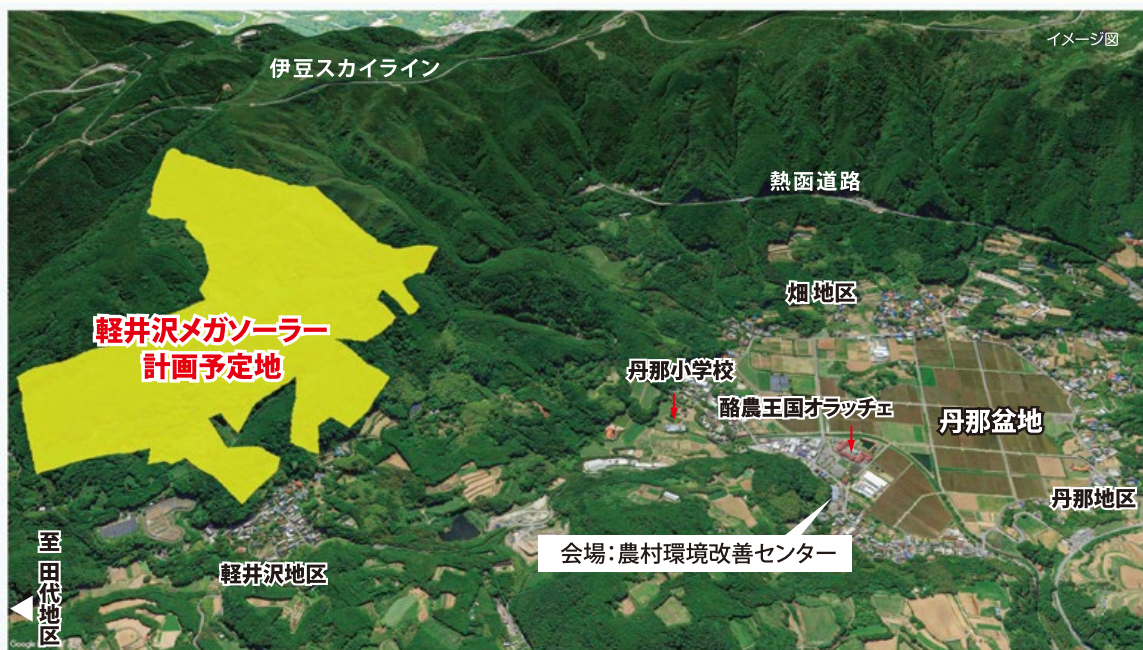 イメージ図
伊豆スカイライン
熱函道路
畑地区
軽井沢メガソーラー
計画予定地
丹那小学校
酪農王国オラッチェ
丹那盆地
丹那地区
会場：農村環境改善センター
軽井沢地区
至 田代地区
Google